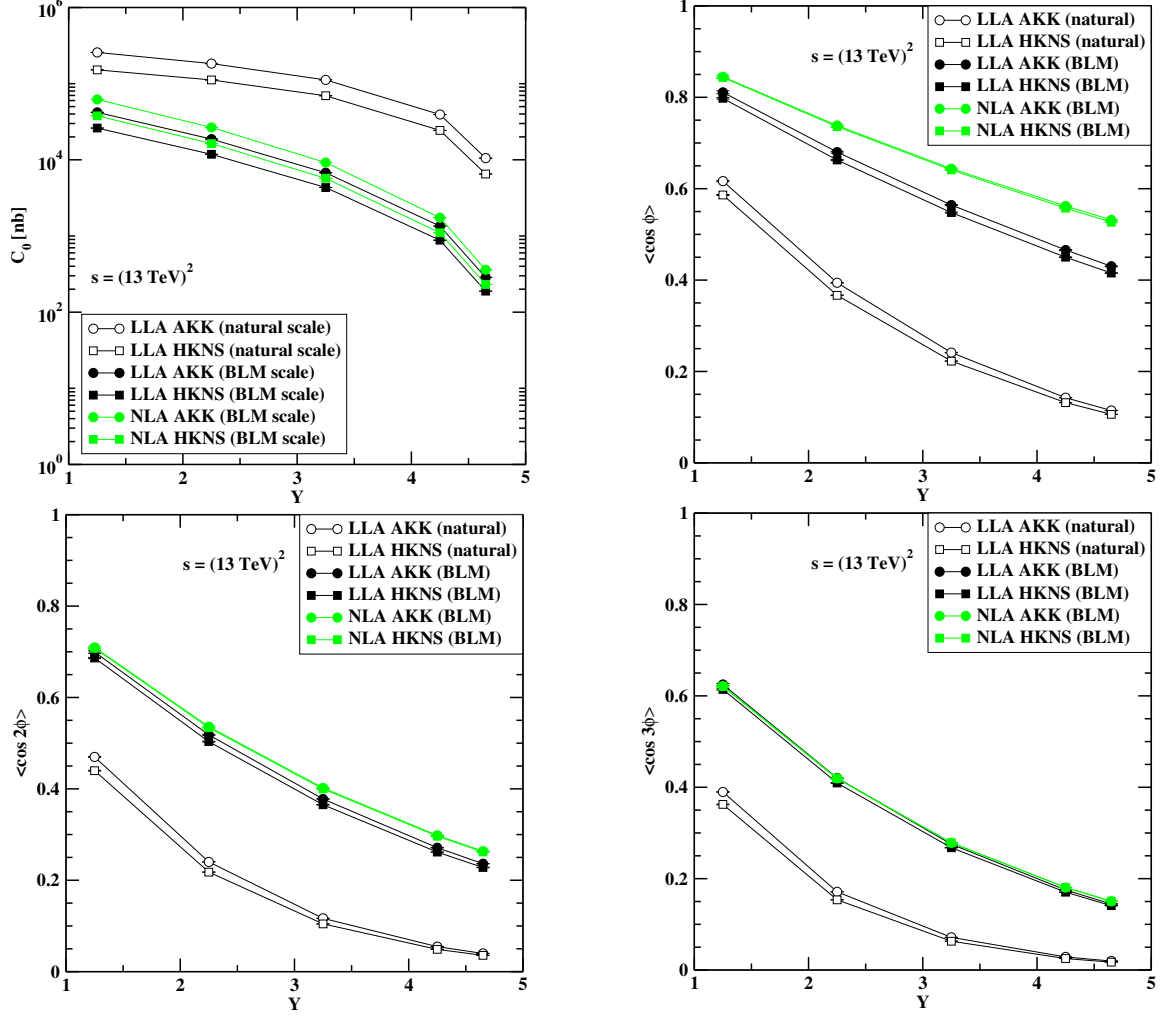 10^6
10^4
10^2
10^0
C_0 [nb]
s = (13 TeV)^2
LLA AKK (natural scale)
LLA HKNS (natural scale)
LLA AKK (BLM scale)
LLA HKNS (BLM scale)
NLA AKK (BLM scale)
NLA HKNS (BLM scale)
1 2 3 4 5
Y
1
0.8
0.6
0.4
0.2
0
<cos ϕ>
s = (13 TeV)^2
LLA AKK (natural)
LLA HKNS (natural)
LLA AKK (BLM)
LLA HKNS (BLM)
NLA AKK (BLM)
NLA HKNS (BLM)
1 2 3 4 5
Y
1
0.8
0.6
0.4
0.2
0
<cos 2ϕ>
s = (13 TeV)^2
LLA AKK (natural)
LLA HKNS (natural)
LLA AKK (BLM)
LLA HKNS (BLM)
NLA AKK (BLM)
NLA HKNS (BLM)
1 2 3 4 5
Y
1
0.8
0.6
0.4
0.2
0
<cos 3ϕ>
s = (13 TeV)^2
LLA AKK (natural)
LLA HKNS (natural)
LLA AKK (BLM)
LLA HKNS (BLM)
NLA AKK (BLM)
NLA HKNS (BLM)
1 2 3 4 5
Y